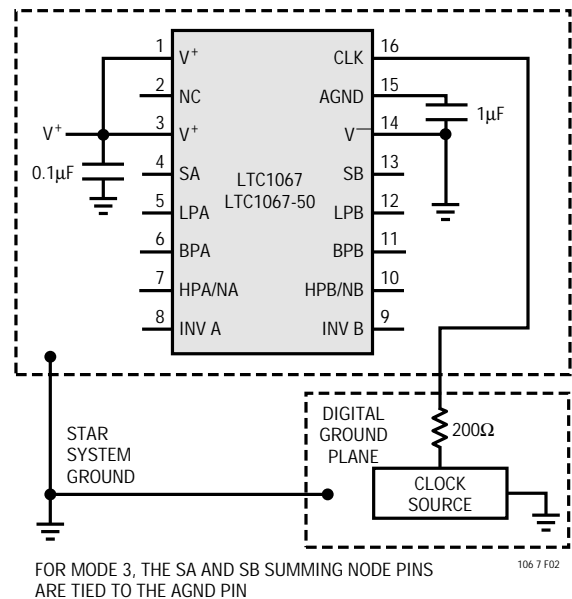 1 V+ CLK 16
2 NC AGND 15
1µF
V+ 3 V+ V— 14
0.1µF
4 SA SB 13
LTC1067
LTC1067-50
5 LPA LPB 12
6 BPA BPB 11
7 HPA/NA HPB/NB 10
8 INV A INV B 9
DIGITAL
GROUND
PLANE
200Ω
STAR
SYSTEM
GROUND
CLOCK
SOURCE
FOR MODE 3, THE SA AND SB SUMMING NODE PINS
ARE TIED TO THE AGND PIN
106 7 F02